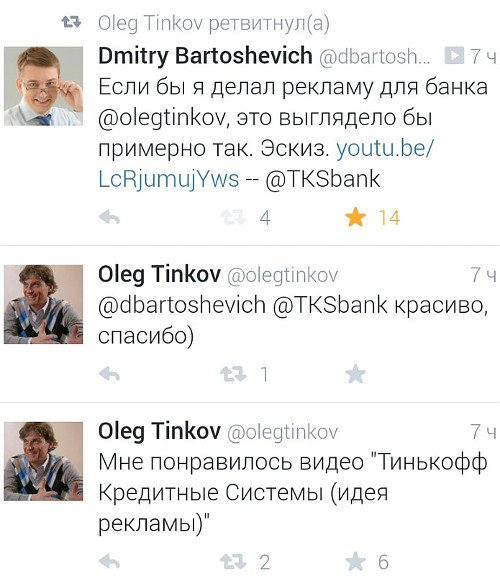 Oleg Tinkov ретвитнул(а)
Dmitry Bartoshevich @dbartosh... 7 ч
Если бы я делал рекламу для банка
@olegtinkov, это выглядело бы
примерно так. Эскиз. youtu.be/
LcRjumujYws -- @TKSbank
4 14
Oleg Tinkov @olegtinkov 7 ч
@dbartoshevich @TKSbank красиво,
спасибо)
1
Oleg Tinkov @olegtinkov 7 ч
Мне понравилось видео "Тинькофф
Кредитные Системы (идея
рекламы)"
2 6